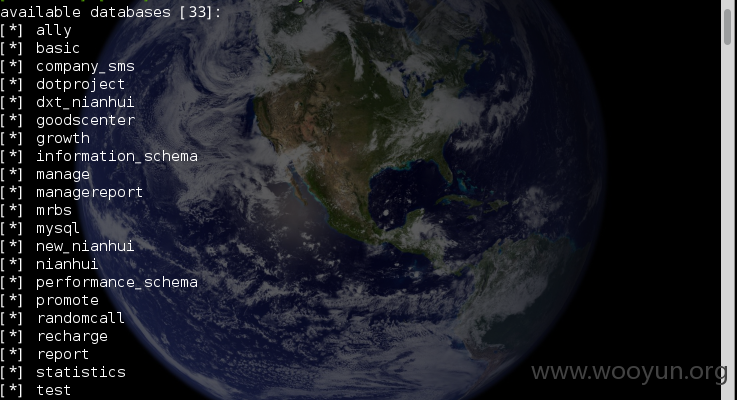 available databases [33]:
[*] ally
[*] basic
[*] company_sms
[*] dotproject
[*] dxt_nianhui
[*] goodscenter
[*] growth
[*] information_schema
[*] manage
[*] managereport
[*] mrbs
[*] mysql
[*] new_nianhui
[*] nianhui
[*] performance_schema
[*] promote
[*] randomcall
[*] recharge
[*] report
[*] statistics
[*] test
www.wooyun.org